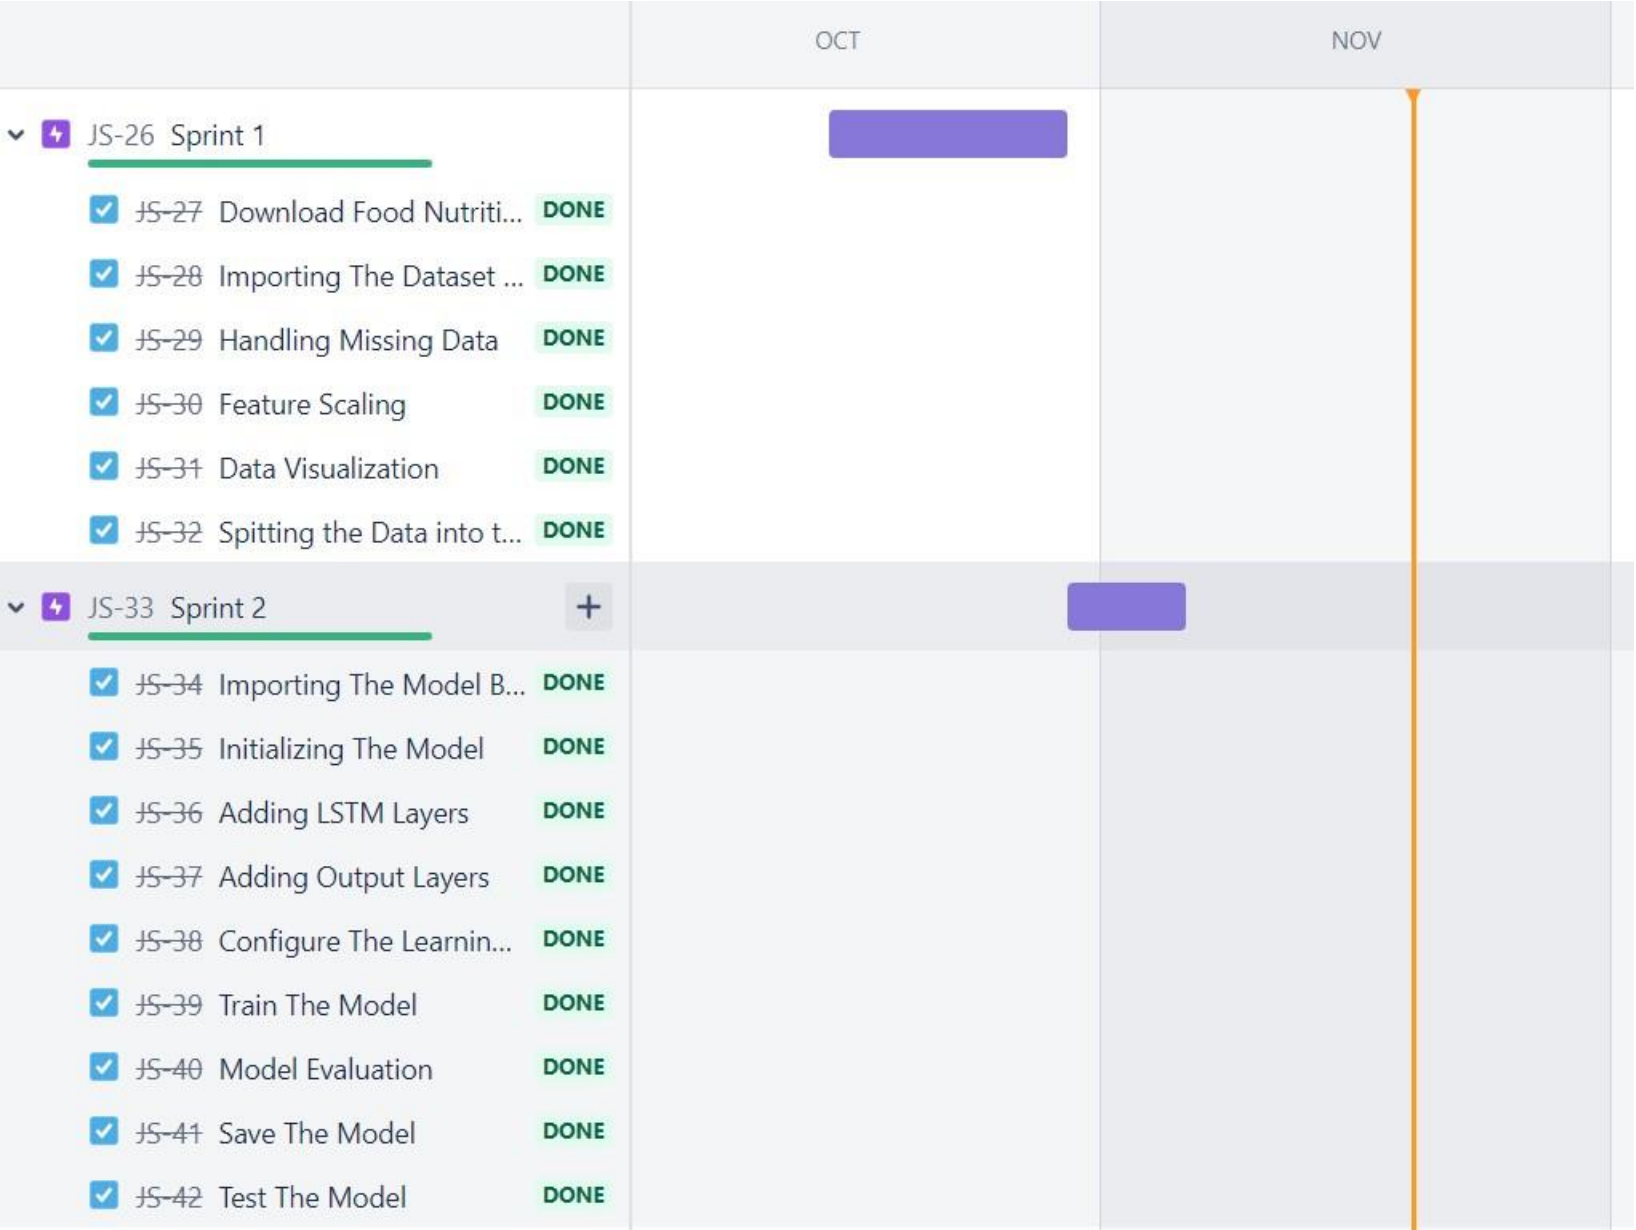 OCT NOV
JS-26 Sprint 1
JS-27 Download Food Nutriti... DONE
JS-28 Importing The Dataset ... DONE
JS-29 Handling Missing Data DONE
JS-30 Feature Scaling DONE
JS-31 Data Visualization DONE
JS-32 Spitting the Data into t... DONE
JS-33 Sprint 2 +
JS-34 Importing The Model B... DONE
JS-35 Initializing The Model DONE
JS-36 Adding LSTM Layers DONE
JS-37 Adding Output Layers DONE
JS-38 Configure The Learnin... DONE
JS-39 Train The Model DONE
JS-40 Model Evaluation DONE
JS-41 Save The Model DONE
JS-42 Test The Model DONE